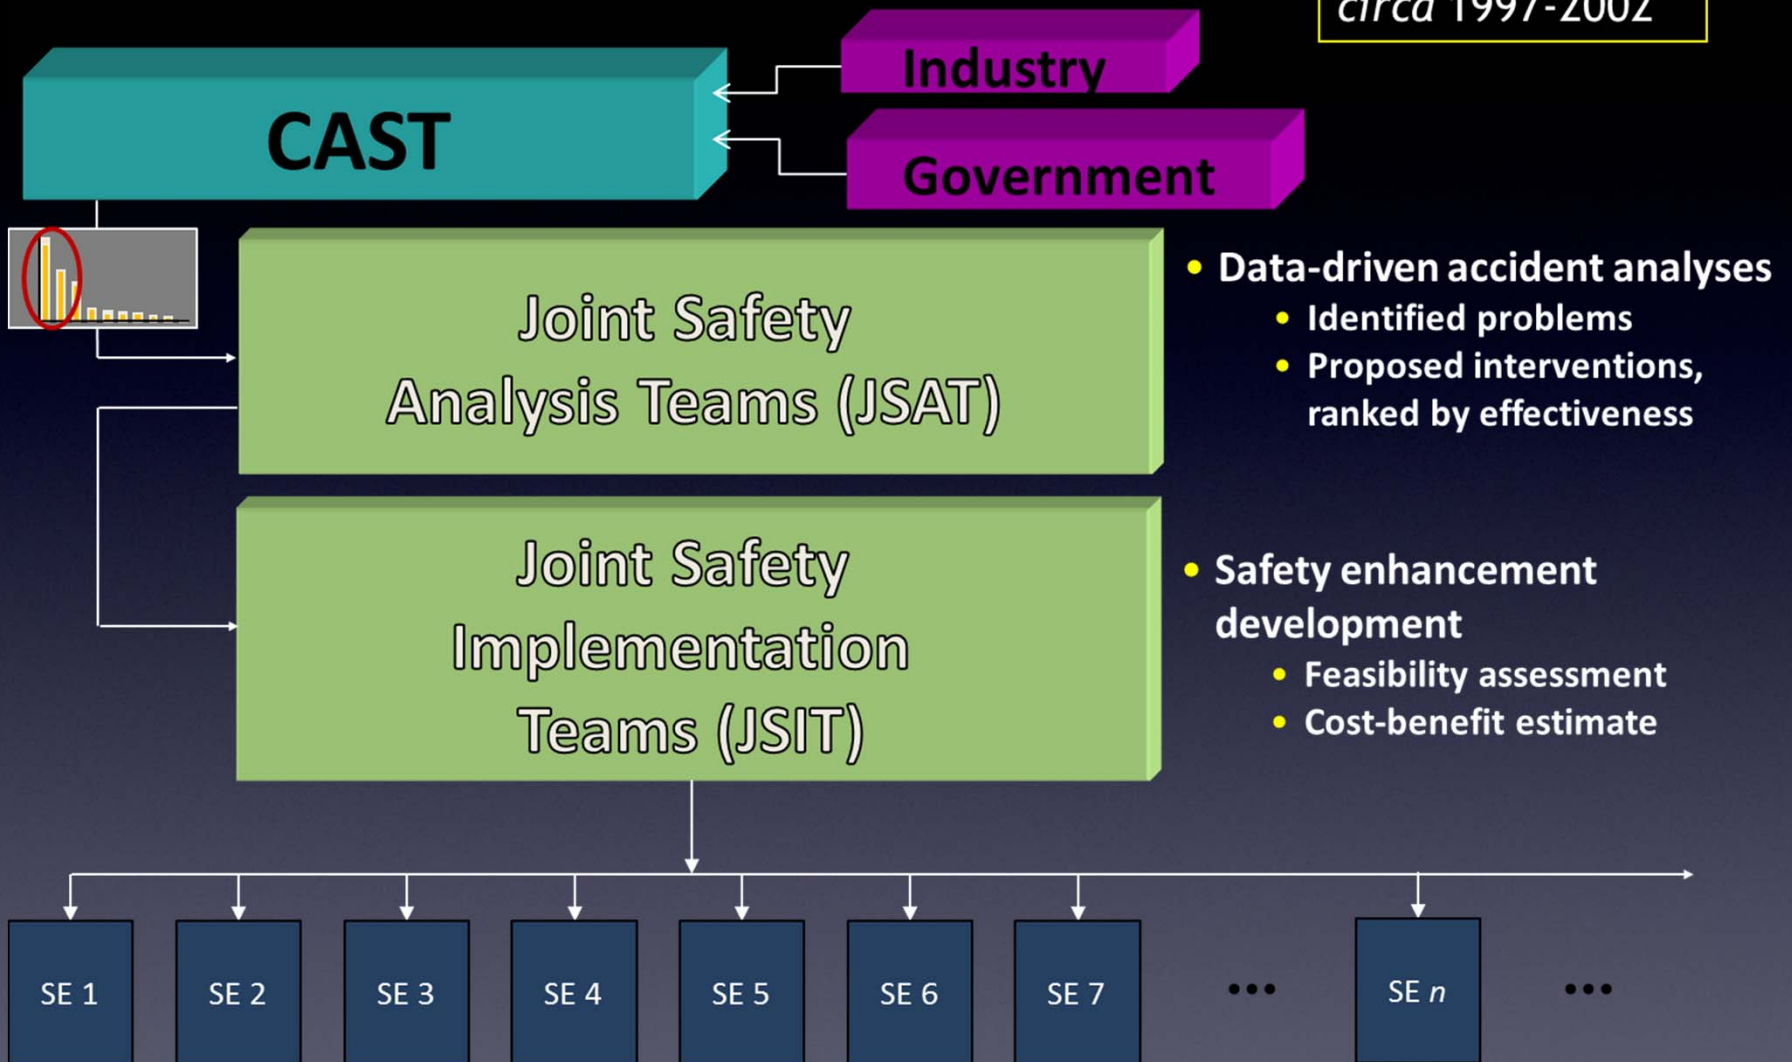 circa 1997-2002
CAST
Industry
Government
Joint Safety
Analysis Teams (JSAT)
• Data-driven accident analyses
• Identified problems
• Proposed interventions,
ranked by effectiveness
Joint Safety
Implementation
Teams (JSIT)
• Safety enhancement
development
• Feasibility assessment
• Cost-benefit estimate
SE 1
SE 2
SE 3
SE 4
SE 5
SE 6
SE 7
•••
SE n
•••